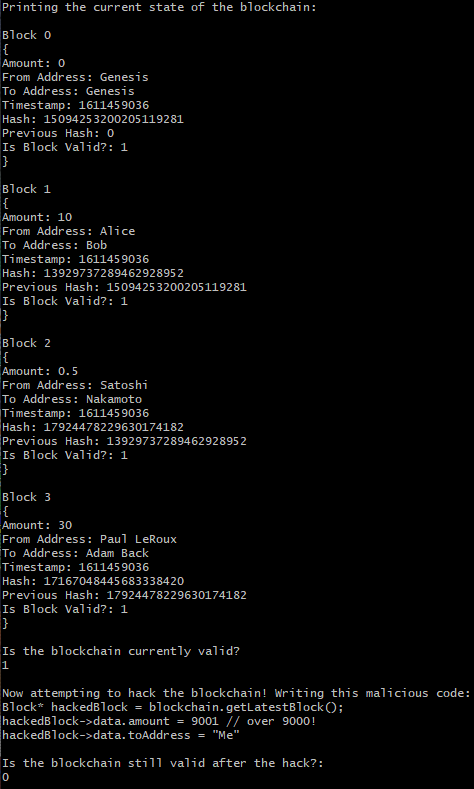 Printing the current state of the blockchain:
Block 0
{
Amount: 0
From Address: Genesis
To Address: Genesis
Timestamp: 1611459036
Hash: 15094253200205119281
Previous Hash: 0
Is Block Valid?: 1
}
Block 1
{
Amount: 10
From Address: Alice
To Address: Bob
Timestamp: 1611459036
Hash: 13929737289462928952
Previous Hash: 15094253200205119281
Is Block Valid?: 1
}
Block 2
{
Amount: 0.5
From Address: Satoshi
To Address: Nakamoto
Timestamp: 1611459036
Hash: 17924478229630174182
Previous Hash: 13929737289462928952
Is Block Valid?: 1
}
Block 3
{
Amount: 30
From Address: Paul LeRoux
To Address: Adam Back
Timestamp: 1611459036
Hash: 17167048445683338420
Previous Hash: 17924478229630174182
Is Block Valid?: 1
}
Is the blockchain currently valid?
1
Now attempting to hack the blockchain! Writing this malicious code:
Block* hackedBlock = blockchain.getLatestBlock();
hackedBlock->data.amount = 9001 // over 9000!
hackedBlock->data.toAddress = "Me"
Is the blockchain still valid after the hack?:
0